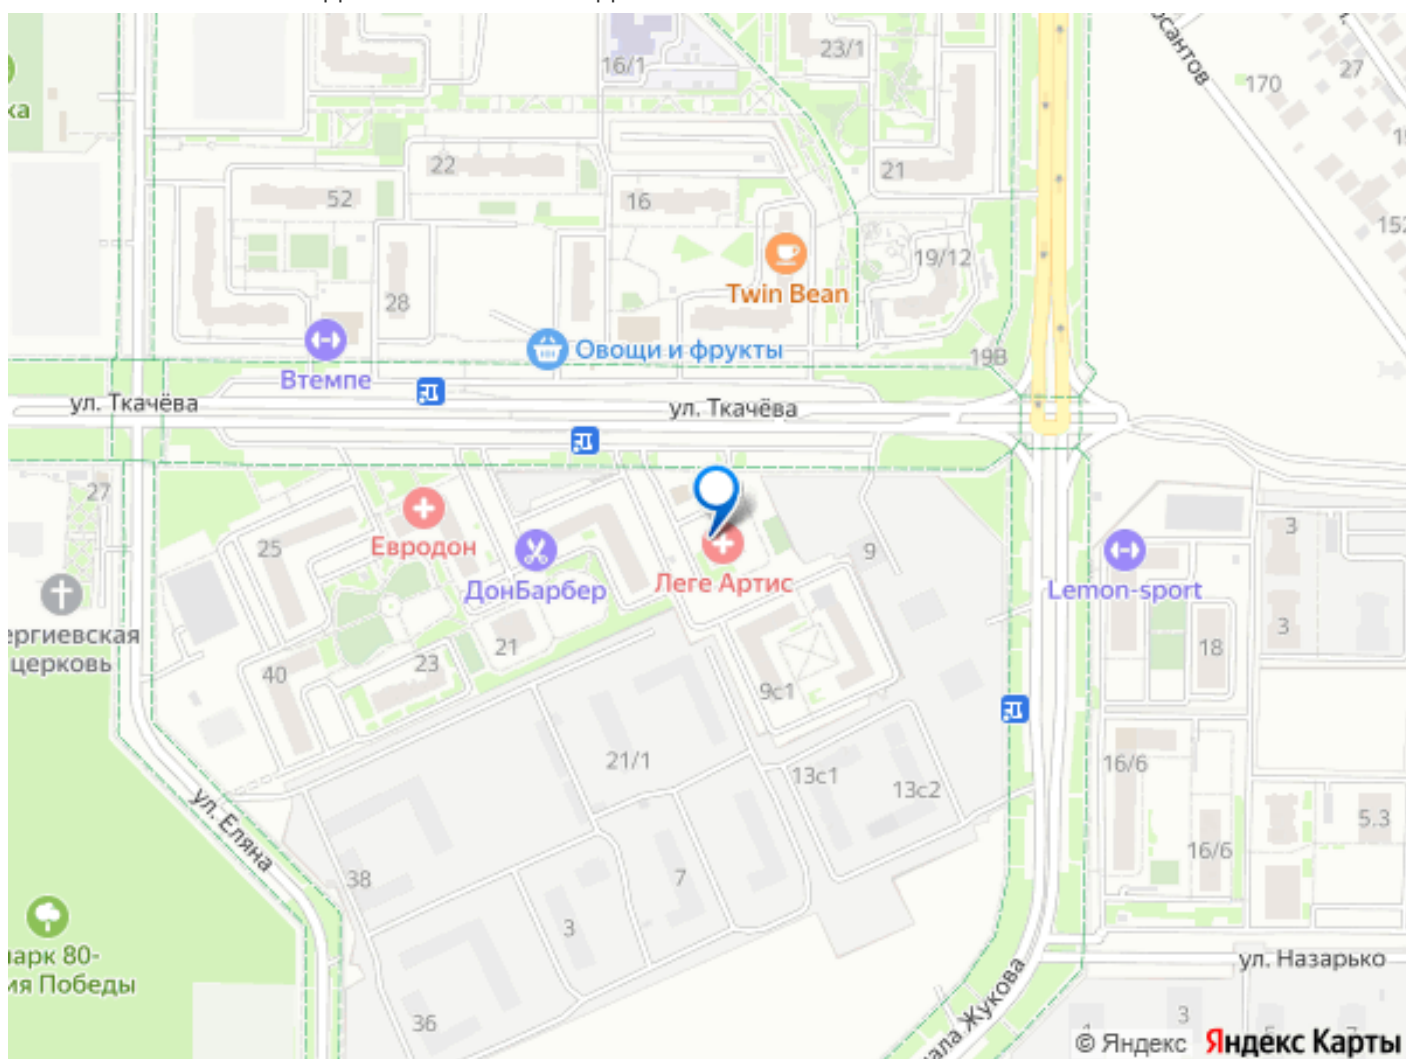 23/1
16/1
27
170
22
21
52
16
19/12
Twin Bean
28
19В
Овощи и фрукты
Втемпе
ул. Ткачёва
ул. Ткачёва
27
3
25
Евродон
9
ДонБарбер
Леге Артис
Lemon-sport
3
21
18
23
40
9с1
21/1
13с1
13с2
16/6
ул. Еляна
5.3
16/6
38
7
3
ул. Назарько
36
3
© Яндекс
Яндекс Карты